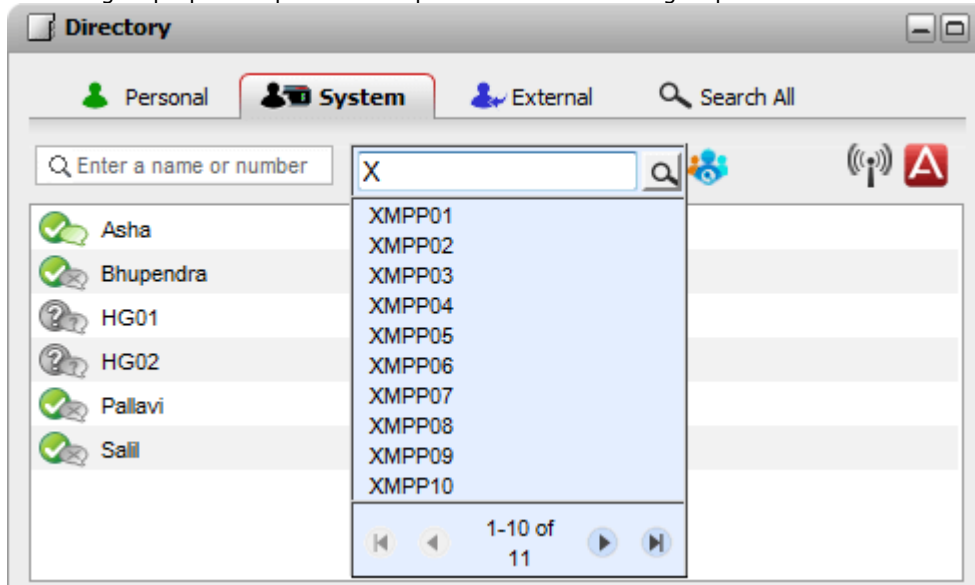 Directory
Personal System External Search All
Enter a name or number X
XMPP01
Asha
XMPP02
Bhupendra
XMPP03
HG01
XMPP04
XMPP05
HG02
XMPP06
Pallavi
XMPP07
XMPP08
Salil
XMPP09
XMPP10
1-10 of
11